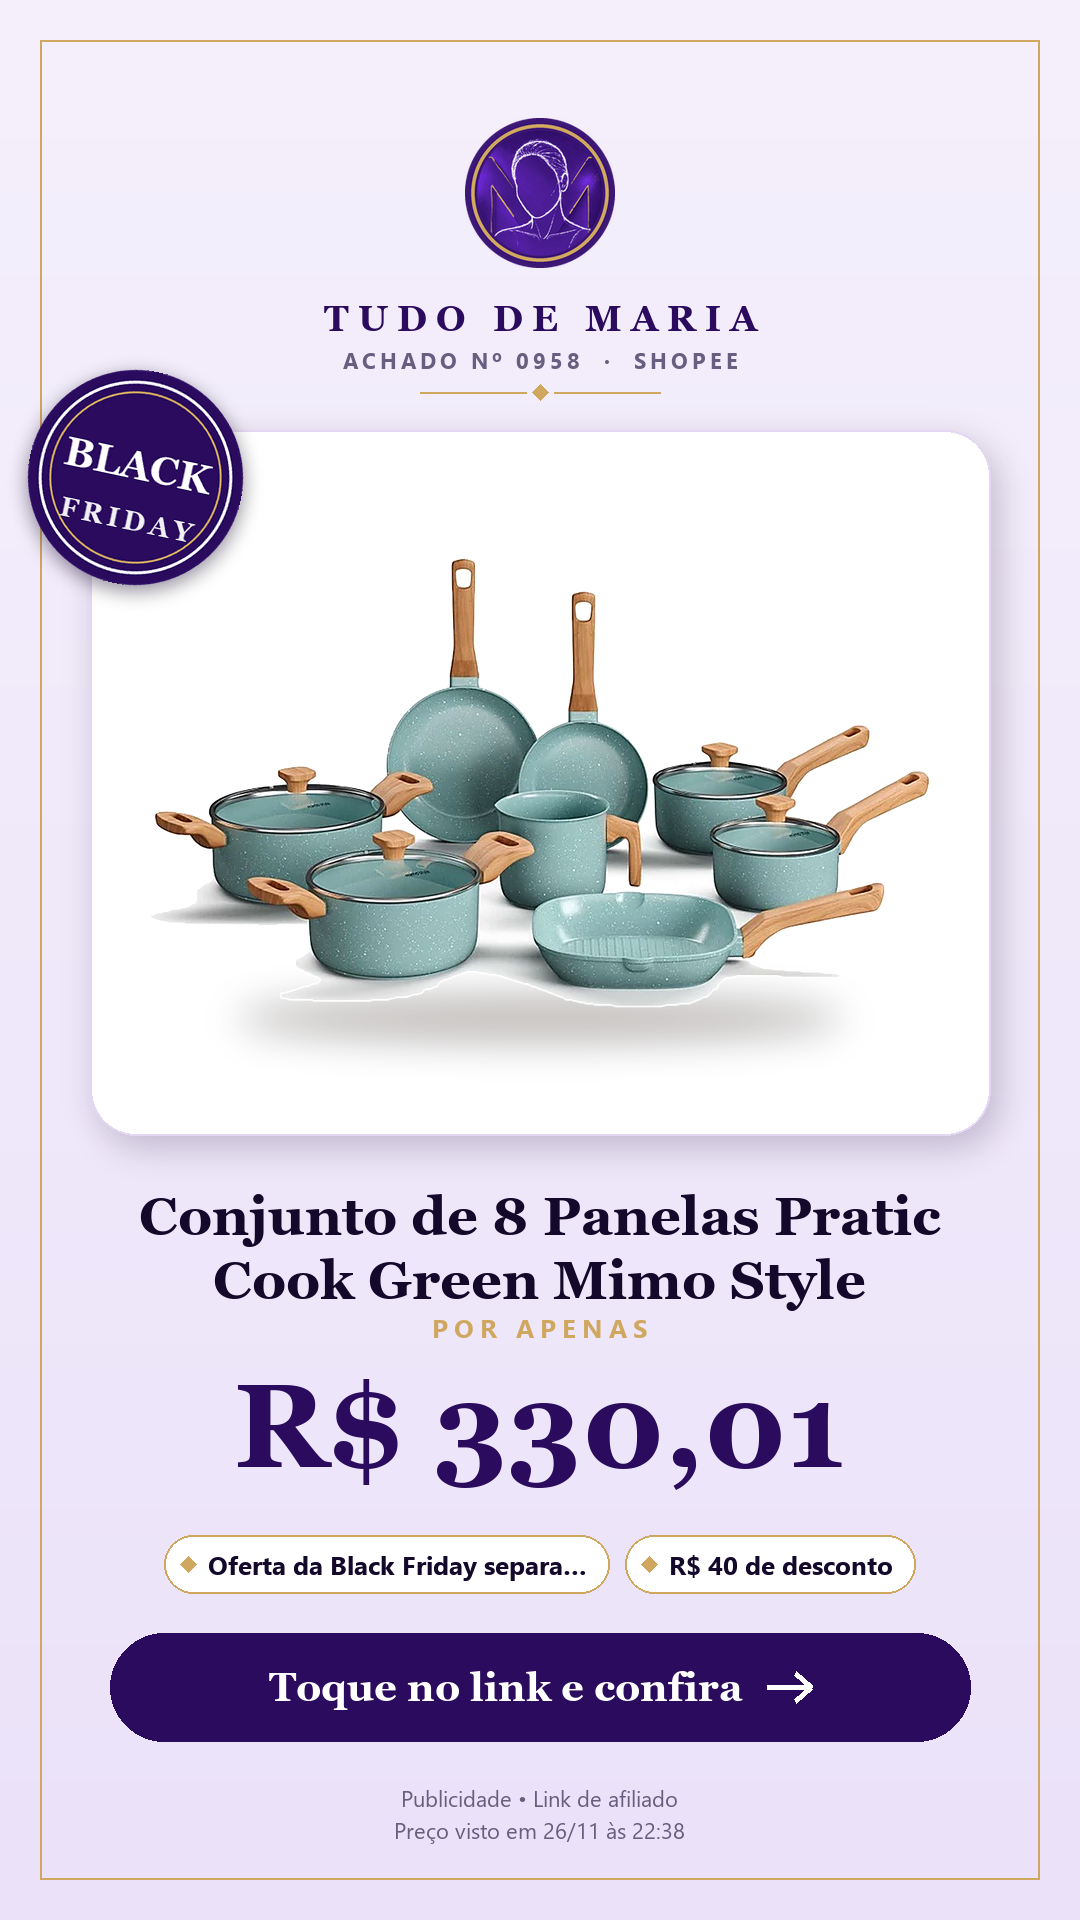 TUDO DE MARIA
ACHADO Nº 0958 · SHOPEE
BLACK
FRIDAY
Conjunto de 8 Panelas Pratic
Cook Green Mimo Style
POR APENAS
R$ 330,01
Oferta da Black Friday separa...
R$ 40 de desconto
Toque no link e confira →
Publicidade • Link de afiliado
Preço visto em 26/11 às 22:38